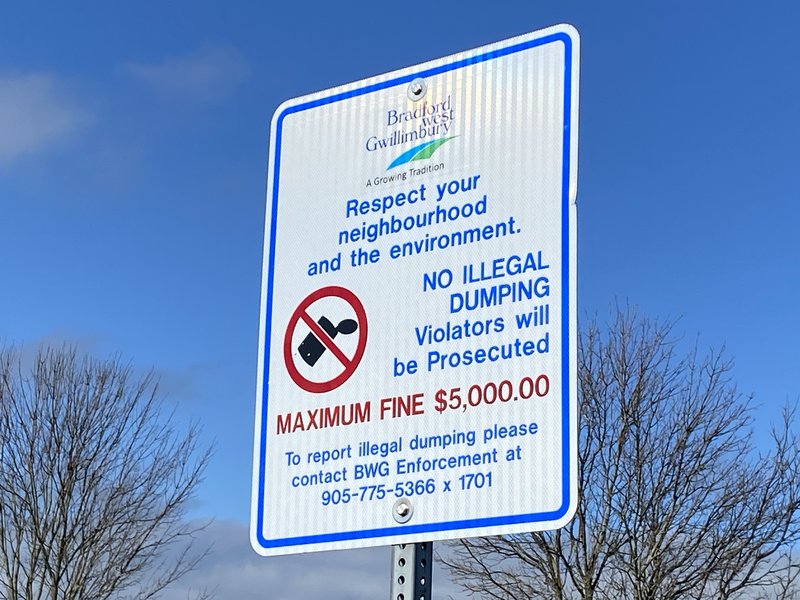 Bradford
west
Gwillimbury
A Growing Tradition
Respect your
neighbourhood
and the environment.
NO ILLEGAL
DUMPING
Violators will
be Prosecuted
MAXIMUM FINE $5,000.00
To report illegal dumping please
contact BWG Enforcement at
905-775-5366 x 1701